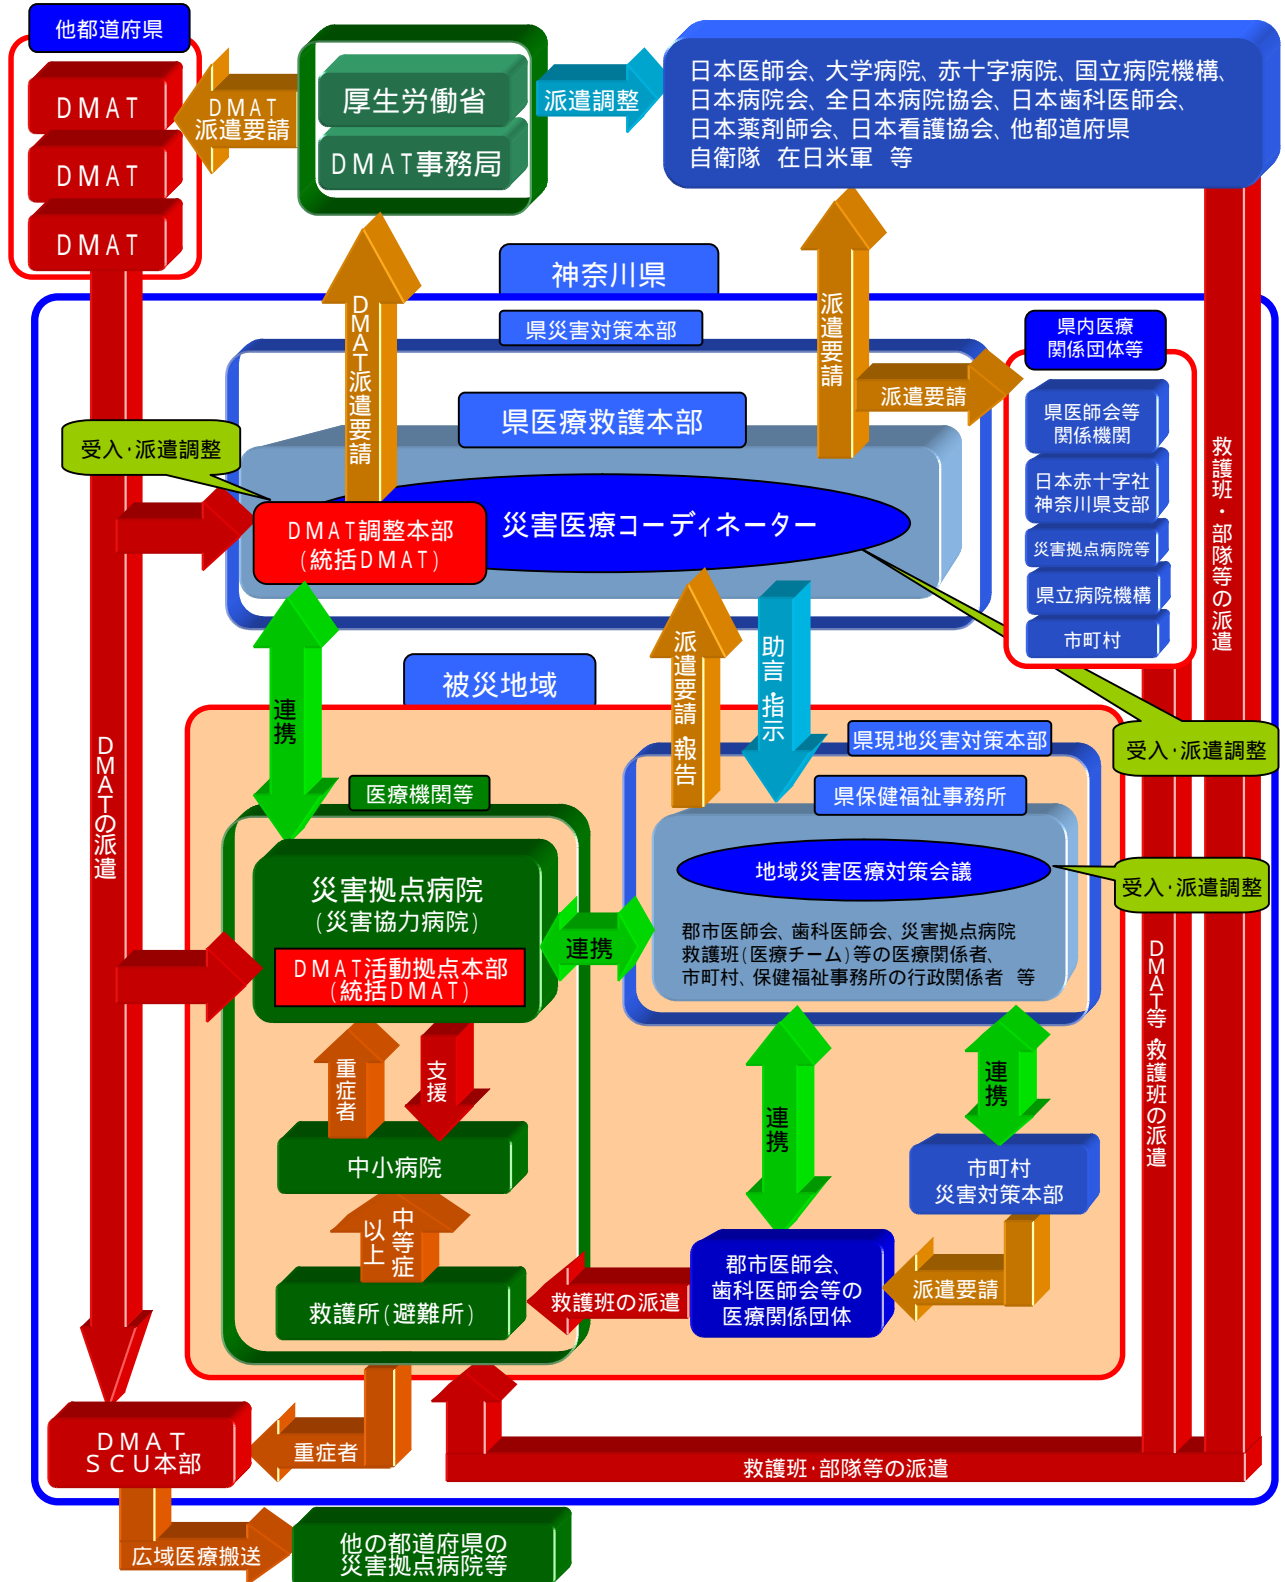 他都道府県
DMAT
DMAT
DMAT
DMAT
派遣要請
厚生労働省
DMAT事務局
派遣調整
日本医師会、大学病院、赤十字病院、国立病院機構、
日本病院会、全日本病院協会、日本歯科医師会、
日本薬剤師会、日本看護協会、他都道府県
自衛隊 在日米軍 等
神奈川県
県災害対策本部
県医療救護本部
DMAT派遣要請
派遣要請
派遣要請
県内医療
関係団体等
県医師会等
関係機関
日本赤十字社
神奈川県支部
災害拠点病院等
県立病院機構
市町村
受入・派遣調整
DMAT調整本部
(統括DMAT)
災害医療コーディネーター
救護班・部隊等の派遣
連携
派遣要請・報告
助言・指示
被災地域
県現地災害対策本部
受入・派遣調整
DMATの派遣
医療機関等
県保健福祉事務所
災害拠点病院
(災害協力病院)
DMAT活動拠点本部
(統括DMAT)
連携
地域災害医療対策会議
受入・派遣調整
郡市医師会、歯科医師会、災害拠点病院
救護班(医療チーム)等の医療関係者、
市町村、保健福祉事務所の行政関係者 等
DMAT等・救護班の派遣
重症者
支援
連携
連携
中小病院
市町村
災害対策本部
中等症
以上
救護所(避難所)
救護班の派遣
郡市医師会、
歯科医師会等の
医療関係団体
派遣要請
DMAT
SCU本部
重症者
救護班・部隊等の派遣
広域医療搬送
他の都道府県の
災害拠点病院等